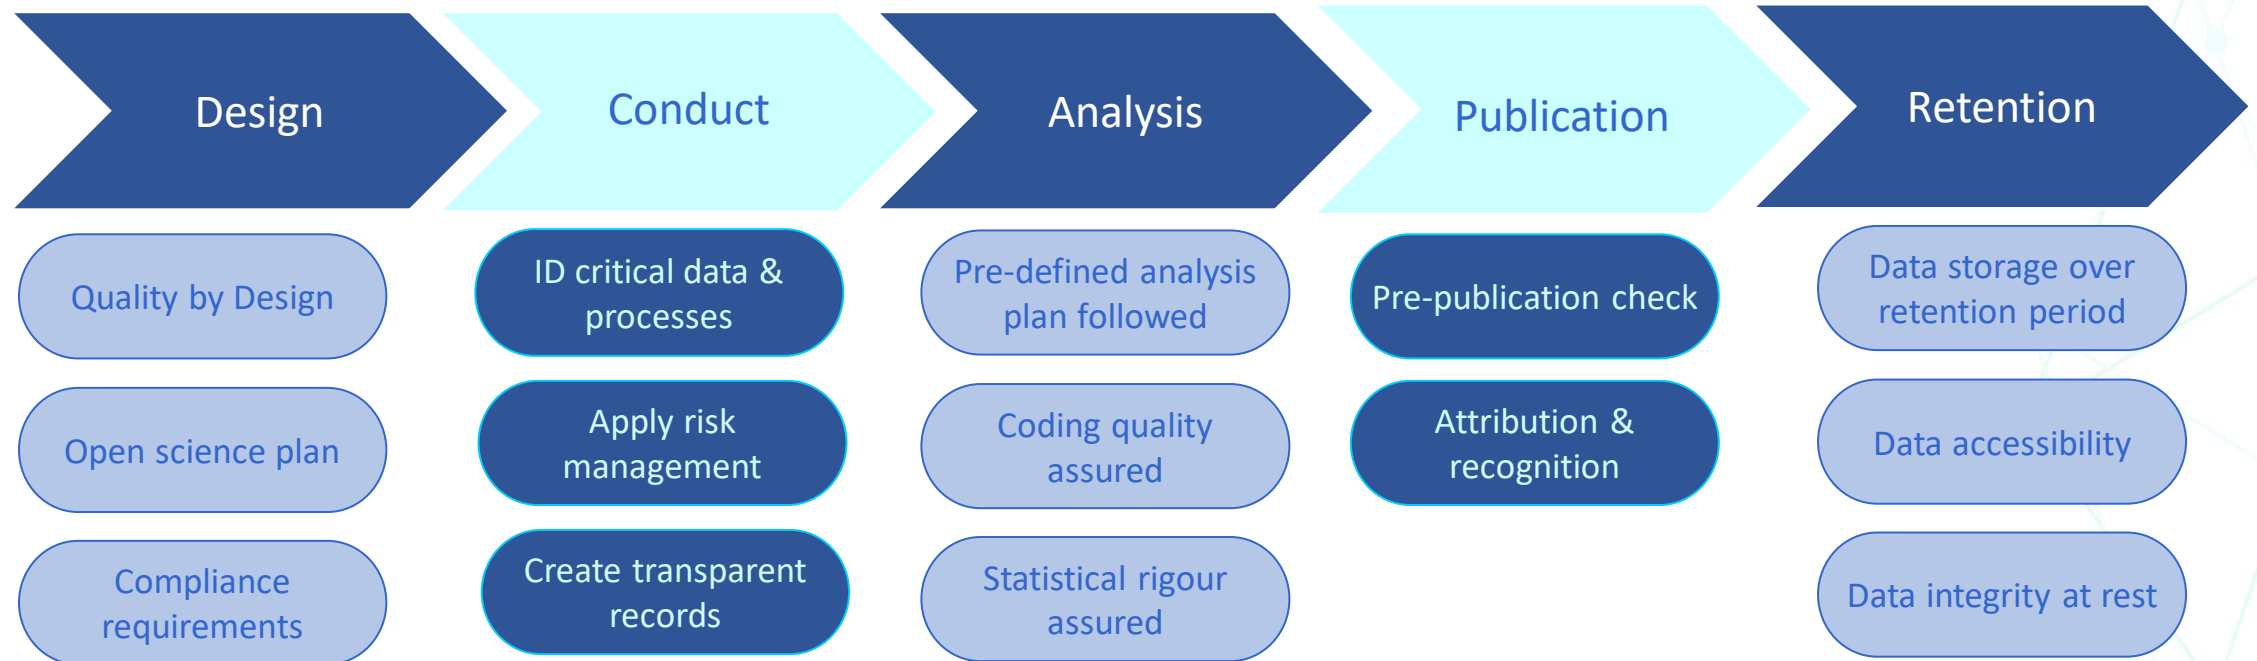 Design
Conduct
Analysis
Publication
Retention
Quality by Design
Open science plan
Compliance
requirements
ID critical data &
processes
Apply risk
management
Create transparent
records
Pre-defined analysis
plan followed
Coding quality
assured
Statistical rigour
assured
Pre-publication check
Attribution &
recognition
Data storage over
retention period
Data accessibility
Data integrity at rest